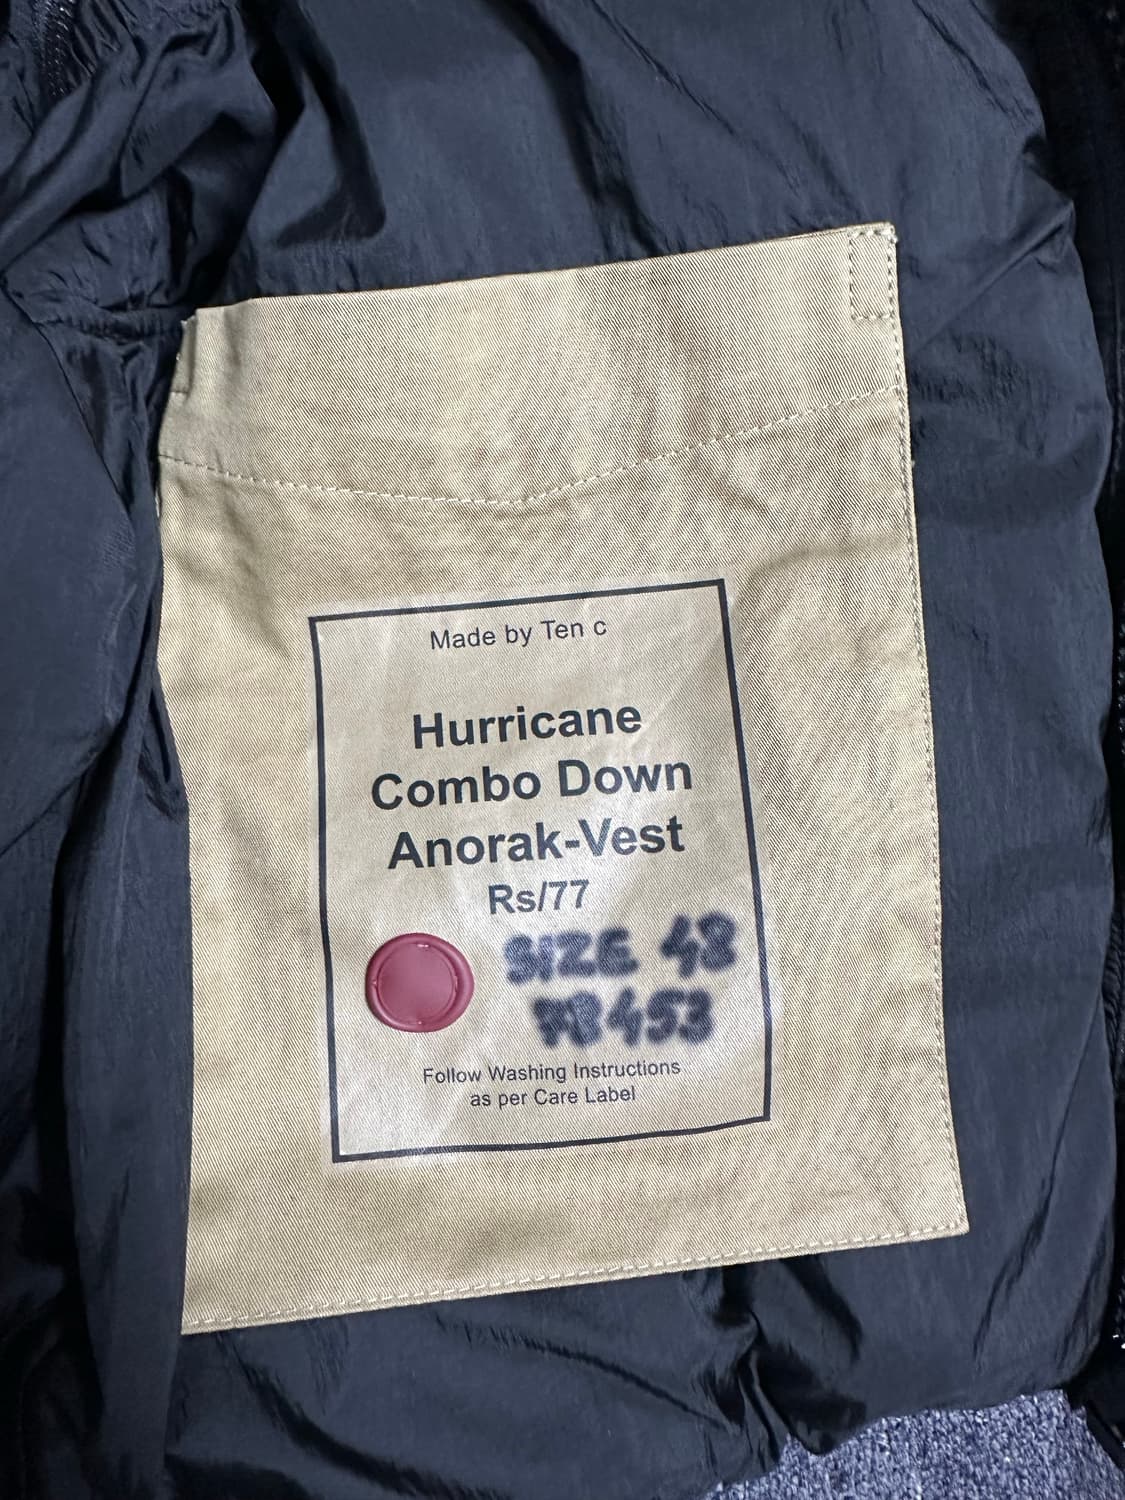 Made by Ten c
Hurricane
Combo Down
Anorak-Vest
Rs/77
SIZE 48
78453
Follow Washing Instructions
as per Care Label